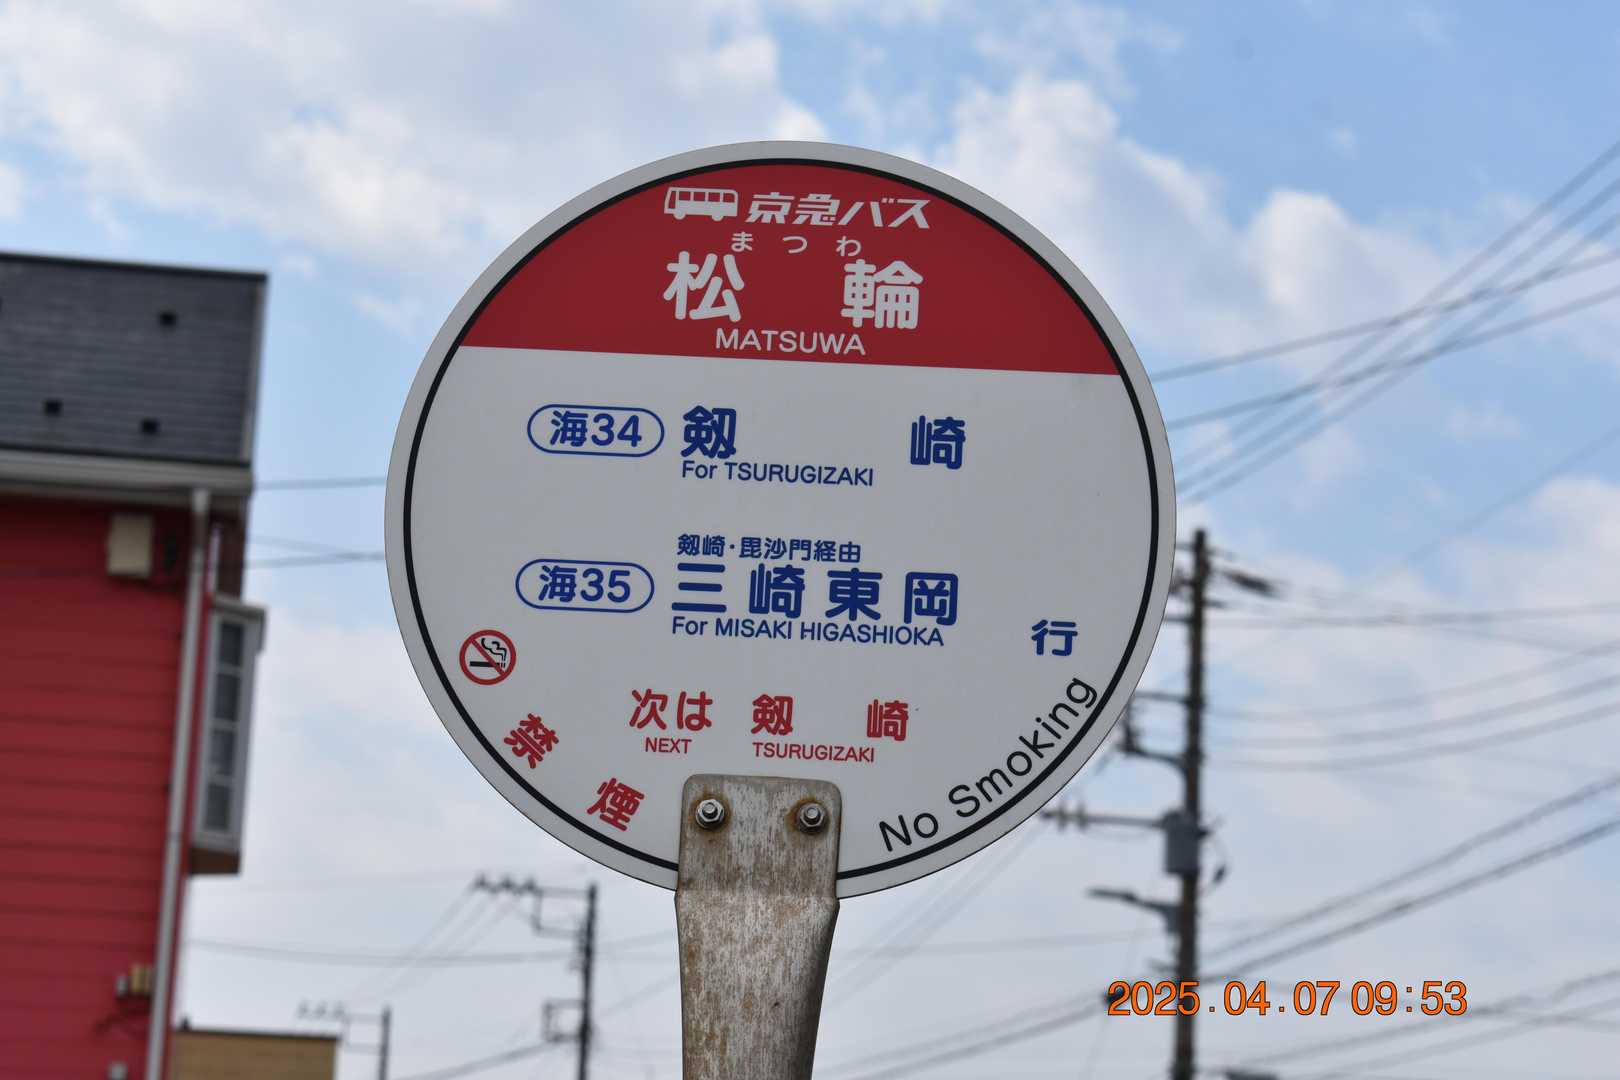 京急バス
まつわ
松輪
MATSUWA
海34 剱崎
For TSURUGIZAKI
剱崎・毘沙門経由
海35 三崎東岡
For MISAKI HIGASHIOKA
行
次は 剱崎
NEXT TSURUGIZAKI
禁煙
No Smoking
2025.04.07 09:53